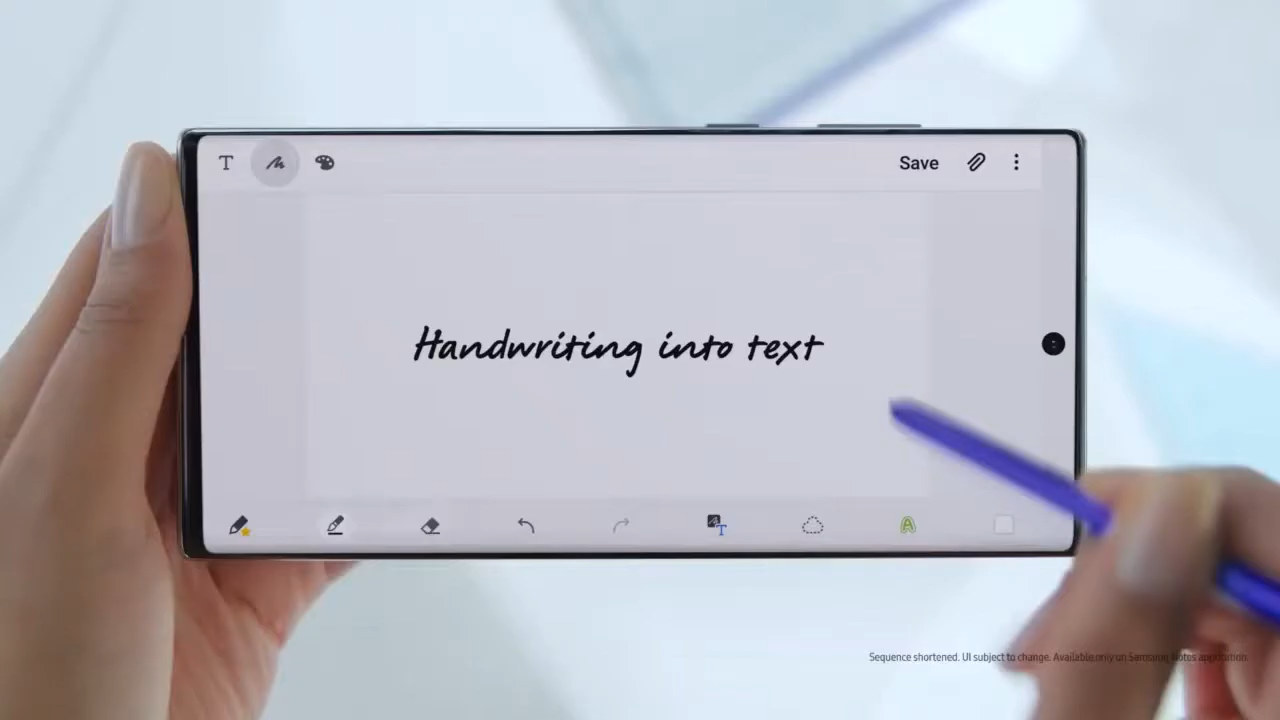 T
Save
Handwriting into text
T
A
Sequence shortened. UI subject to change. Available only on Samsung Notes application.